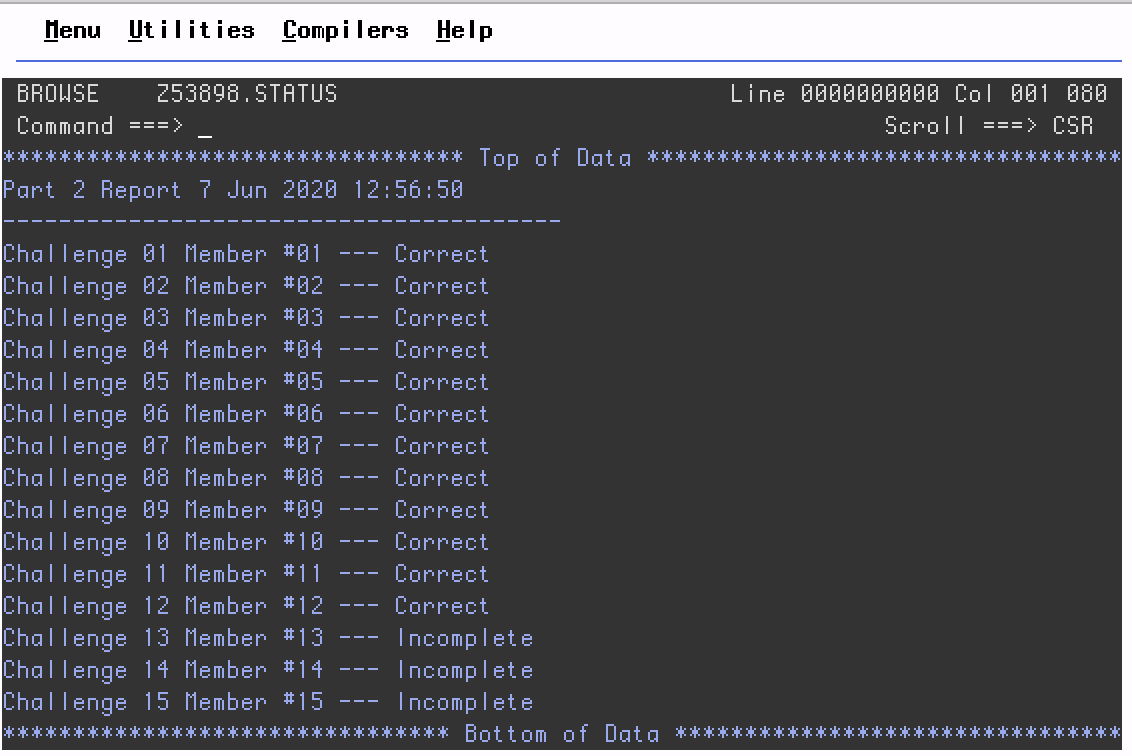 Menu  Utilities  Compilers  Help
BROWSE    Z53898.STATUS                            Line 0000000000 Col 001 080
Command ===> _                                                 Scroll ===> CSR
********************************* Top of Data **********************************
Part 2 Report 7 Jun 2020 12:56:50
----------------------------------------
Challenge 01 Member #01 --- Correct
Challenge 02 Member #02 --- Correct
Challenge 03 Member #03 --- Correct
Challenge 04 Member #04 --- Correct
Challenge 05 Member #05 --- Correct
Challenge 06 Member #06 --- Correct
Challenge 07 Member #07 --- Correct
Challenge 08 Member #08 --- Correct
Challenge 09 Member #09 --- Correct
Challenge 10 Member #10 --- Correct
Challenge 11 Member #11 --- Correct
Challenge 12 Member #12 --- Correct
Challenge 13 Member #13 --- Incomplete
Challenge 14 Member #14 --- Incomplete
Challenge 15 Member #15 --- Incomplete
******************************** Bottom of Data ********************************